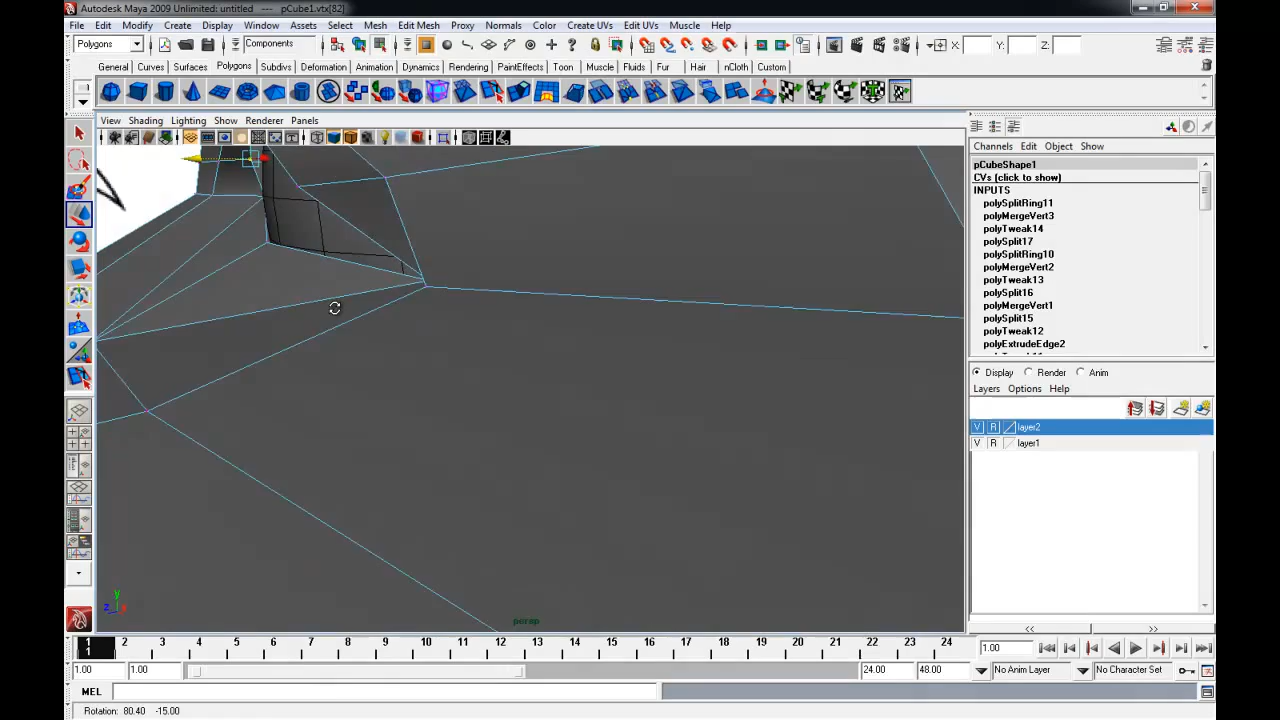 Autodesk Maya 2009 Unlimited: untitled --- pCube1.vtx[82]
File Edit Modify Create Display Window Assets Select Mesh Edit Mesh Proxy Normals Color Create UVs Edit UVs Muscle Help
Polygons Components X: Y: Z:
General Curves Surfaces Polygons Subdivs Deformation Animation Dynamics Rendering PaintEffects Toon Muscle Fluids Fur Hair nCloth Custom
View Shading Lighting Show Renderer Panels
Channels Edit Object Show
pCubeShape1
CVs (click to show)
INPUTS
polySplitRing11
polyMergeVert3
polyTweak14
polySplit17
polySplitRing10
polyMergeVert2
polyTweak13
polySplit16
polyMergeVert1
polySplit15
polyTweak12
polyExtrudeEdge2
Display Render Anim
Layers Options Help
V R layer2
V R layer1
y
z x
persp
1 2 3 4 5 6 7 8 9 10 11 12 13 14 15 16 17 18 19 20 21 22 23 24
1 1.00
1.00 1.00 24.00 48.00 No Anim Layer No Character Set
MEL
Rotation: 80.40 -15.00